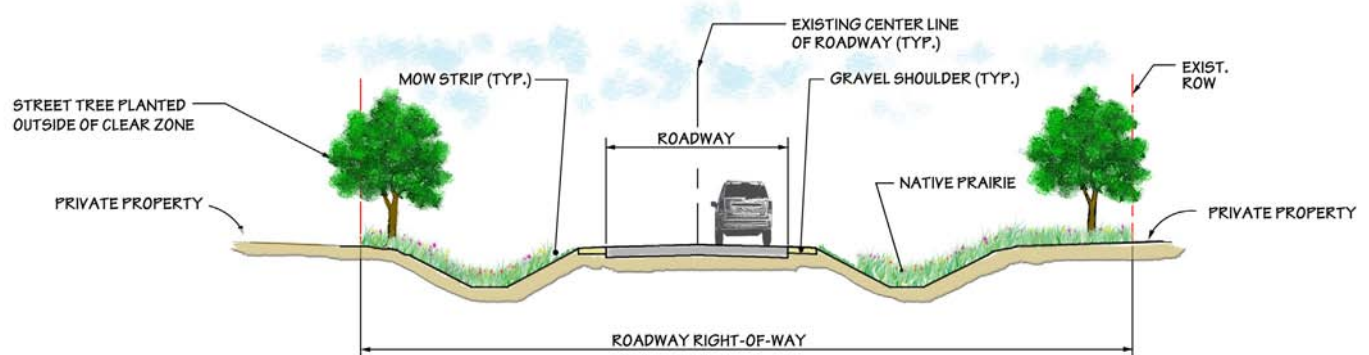 EXISTING CENTER LINE
OF ROADWAY (TYP.)
MOW STRIP (TYP.)
GRAVEL SHOULDER (TYP.)
EXIST.
ROW
STREET TREE PLANTED
OUTSIDE OF CLEAR ZONE
ROADWAY
NATIVE PRAIRIE
PRIVATE PROPERTY
PRIVATE PROPERTY
ROADWAY RIGHT-OF-WAY